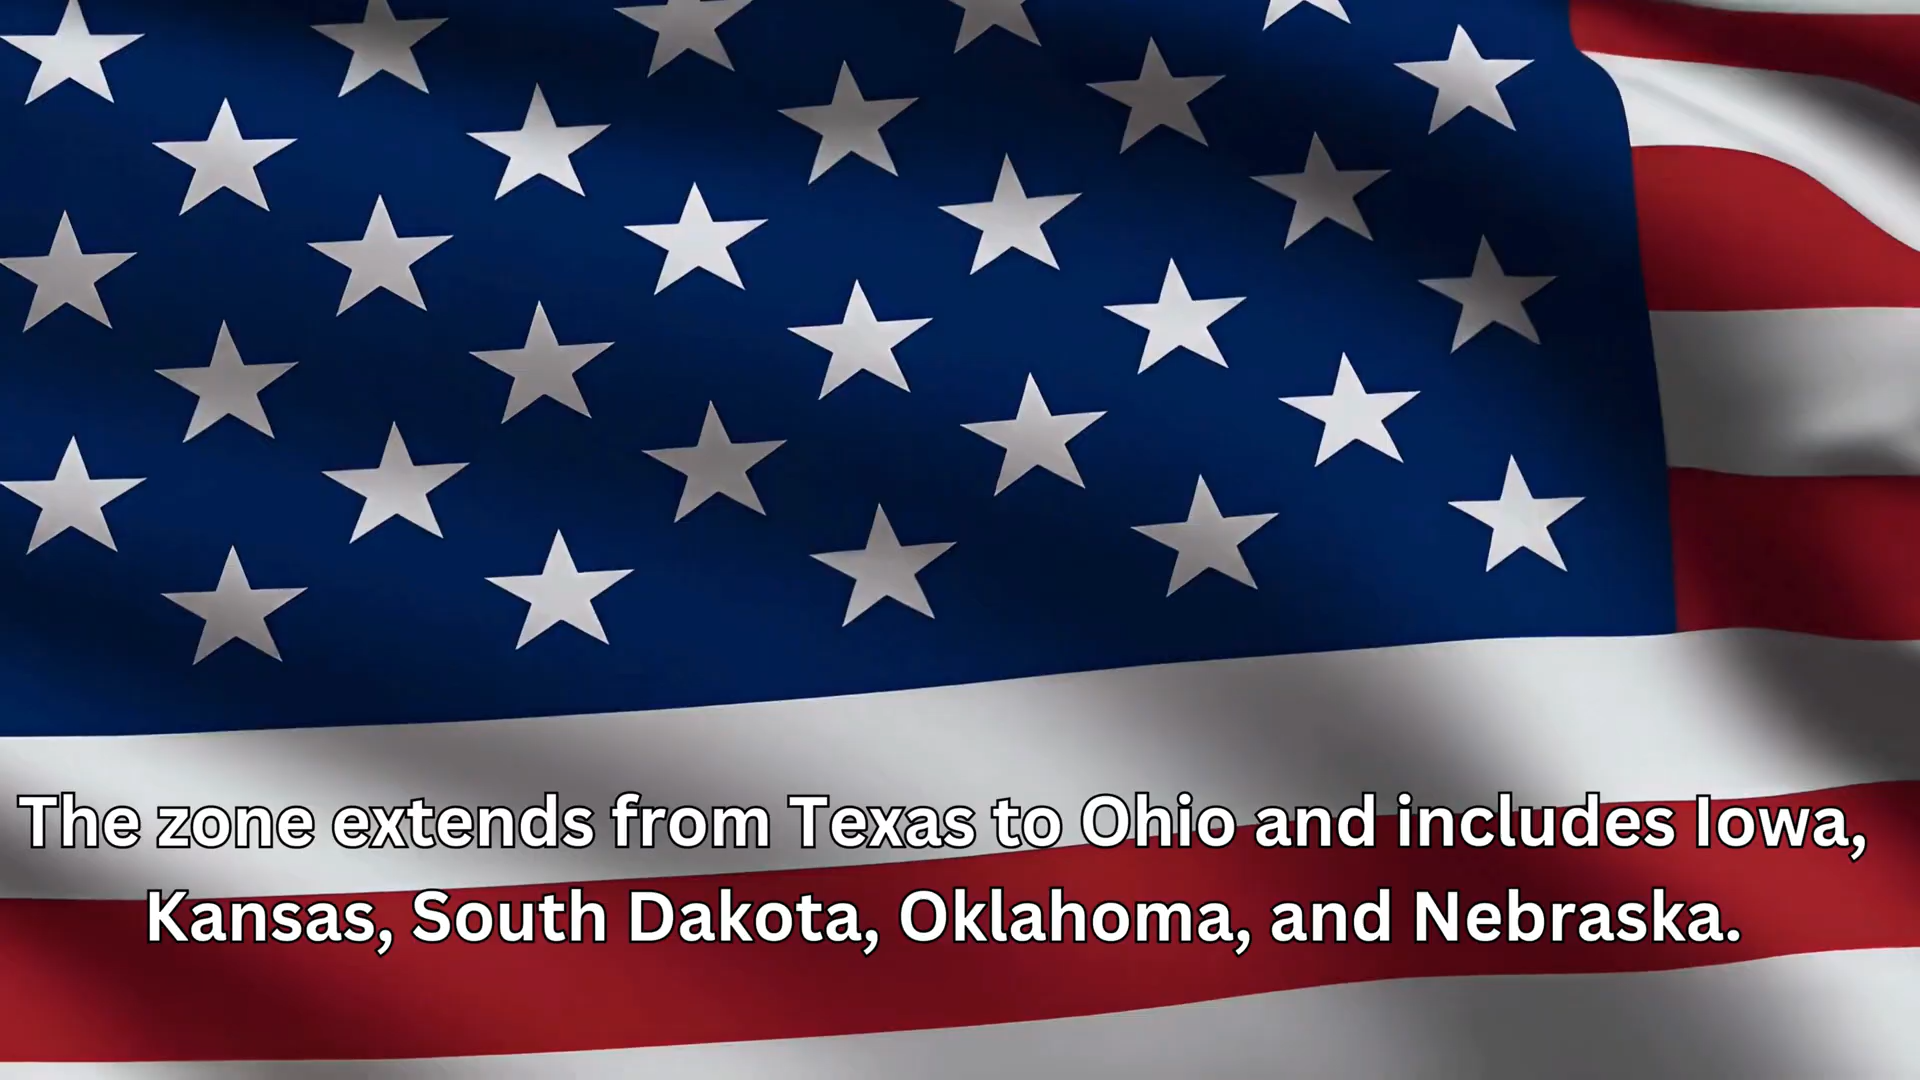 The zone extends from Texas to Ohio and includes Iowa,
Kansas, South Dakota, Oklahoma, and Nebraska.